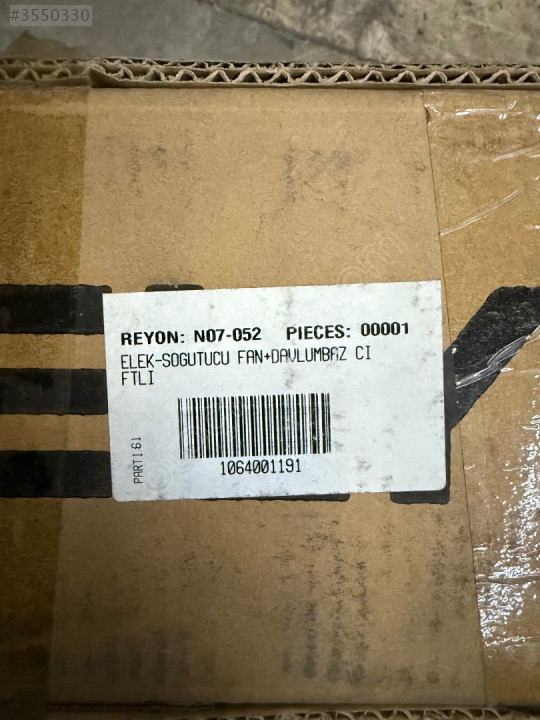 #3550330
REYON: N07-052 PIECES: 00001
ELEK-SOGUTUCU FAN+DAVLUMBAZ CI
FTLI
PARTI 61
1064001191